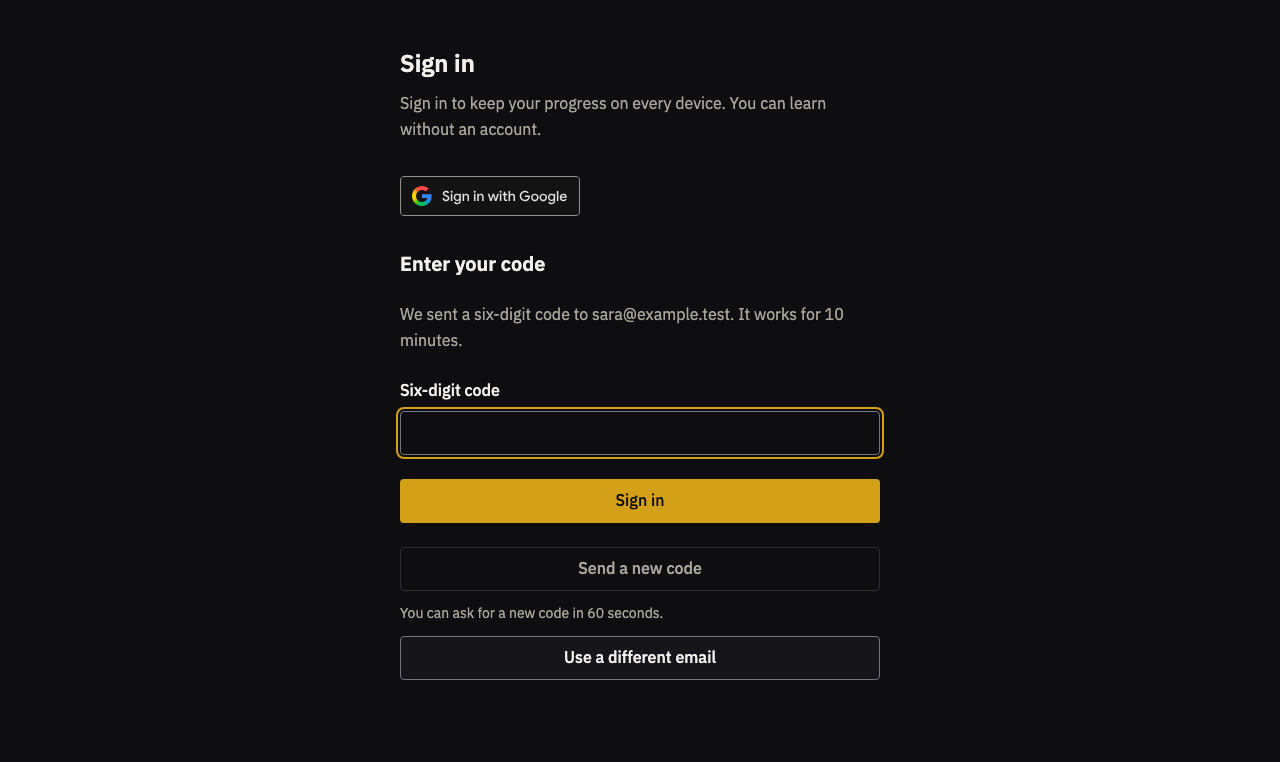 Sign in
Sign in to keep your progress on every device. You can learn
without an account.
Sign in with Google
Enter your code
We sent a six-digit code to sara@example.test. It works for 10
minutes.
Six-digit code
Sign in
Send a new code
You can ask for a new code in 60 seconds.
Use a different email